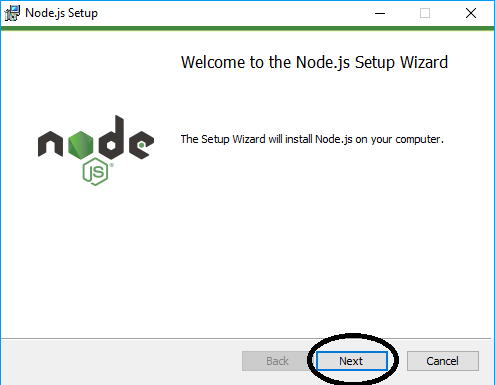 Node.js Setup
Welcome to the Node.js Setup Wizard
node
JS
®
The Setup Wizard will install Node.js on your computer.
Back
Next
Cancel